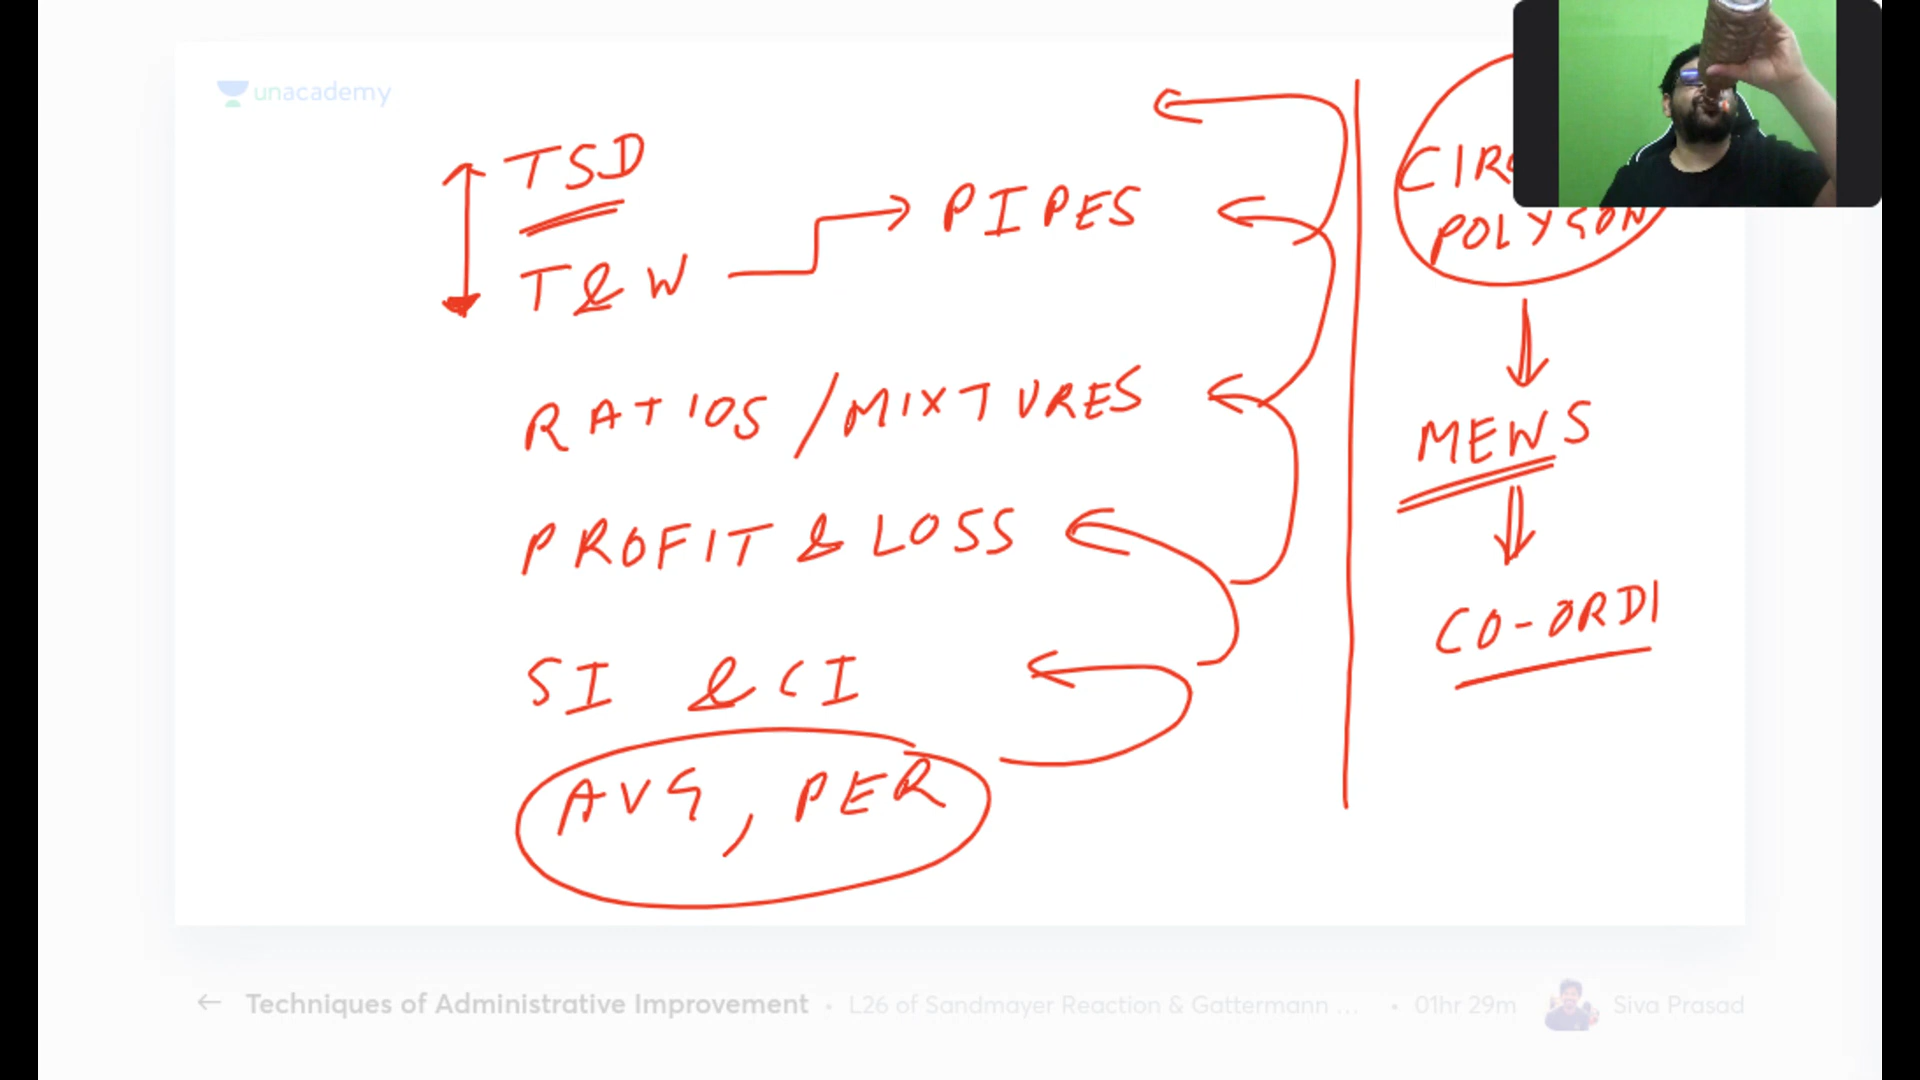 unacademy
TSD
T&W
PIPES
RATIOS/MIXTURES
PROFIT & LOSS
SI & CI
AVG, PER
POLYGON
MEWS
CO-ORDI
Techniques of Administrative Improvement • L26 of Sandmayer Reaction & Gattermann ... • 01hr 29m Siva Prasad